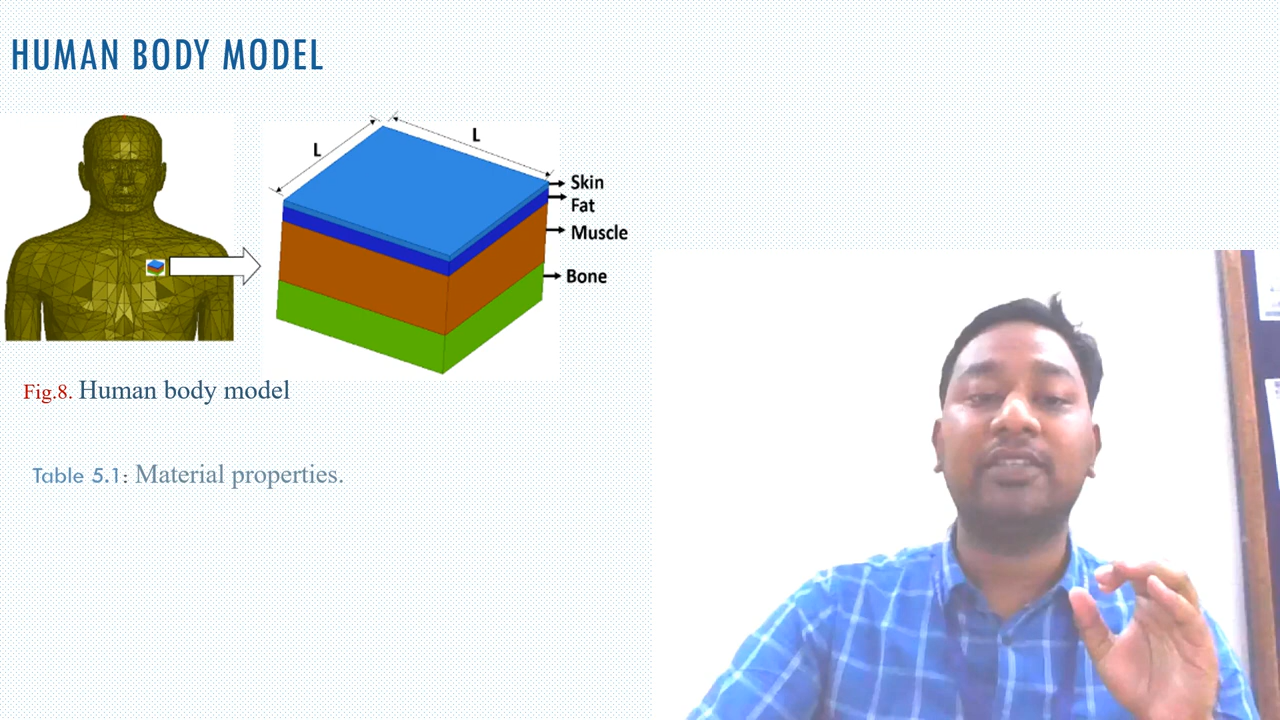 HUMAN BODY MODEL
L
L
Skin
Fat
Muscle
Bone
Fig.8. Human body model
Table 5.1: Material properties.